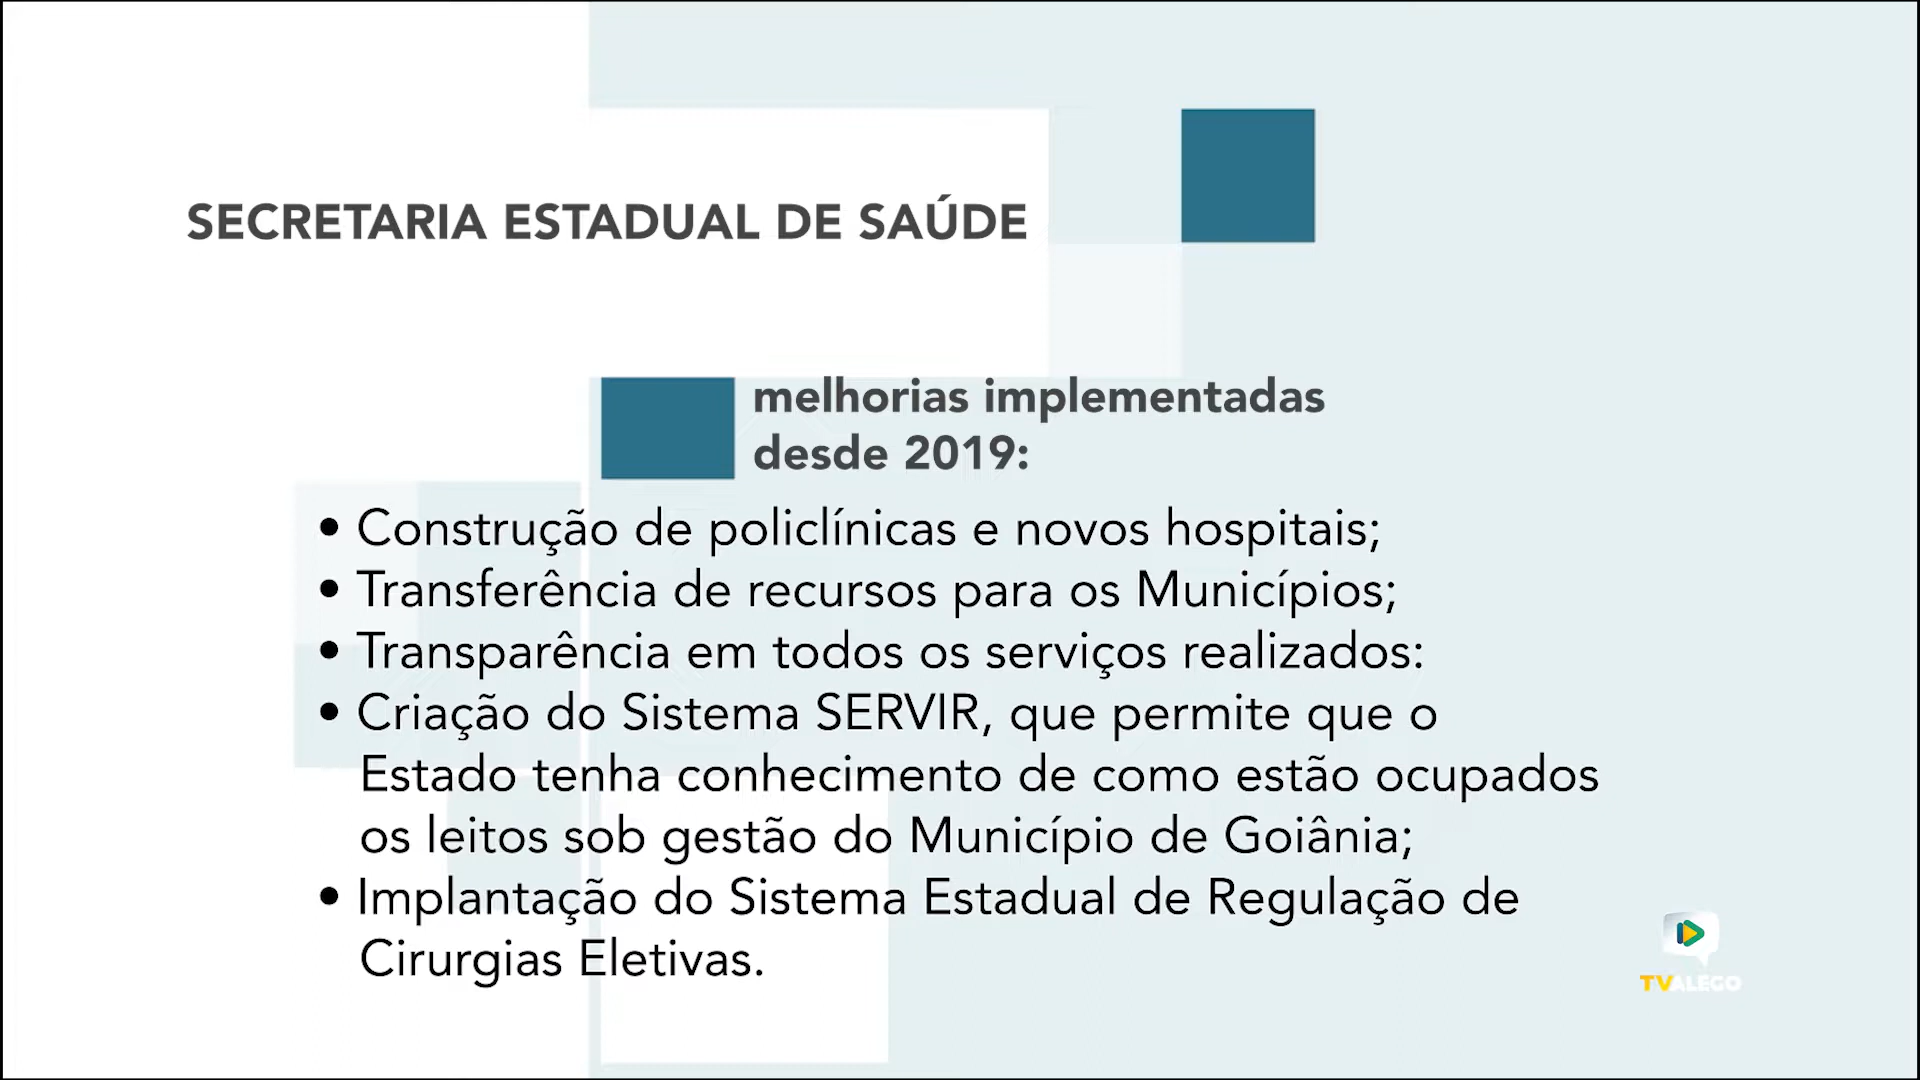 SECRETARIA ESTADUAL DE SAÚDE
melhorias implementadas
desde 2019:
• Construção de policlínicas e novos hospitais;
• Transferência de recursos para os Municípios;
• Transparência em todos os serviços realizados:
• Criação do Sistema SERVIR, que permite que o
Estado tenha conhecimento de como estão ocupados
os leitos sob gestão do Município de Goiânia;
• Implantação do Sistema Estadual de Regulação de
Cirurgias Eletivas.
TVALEGO